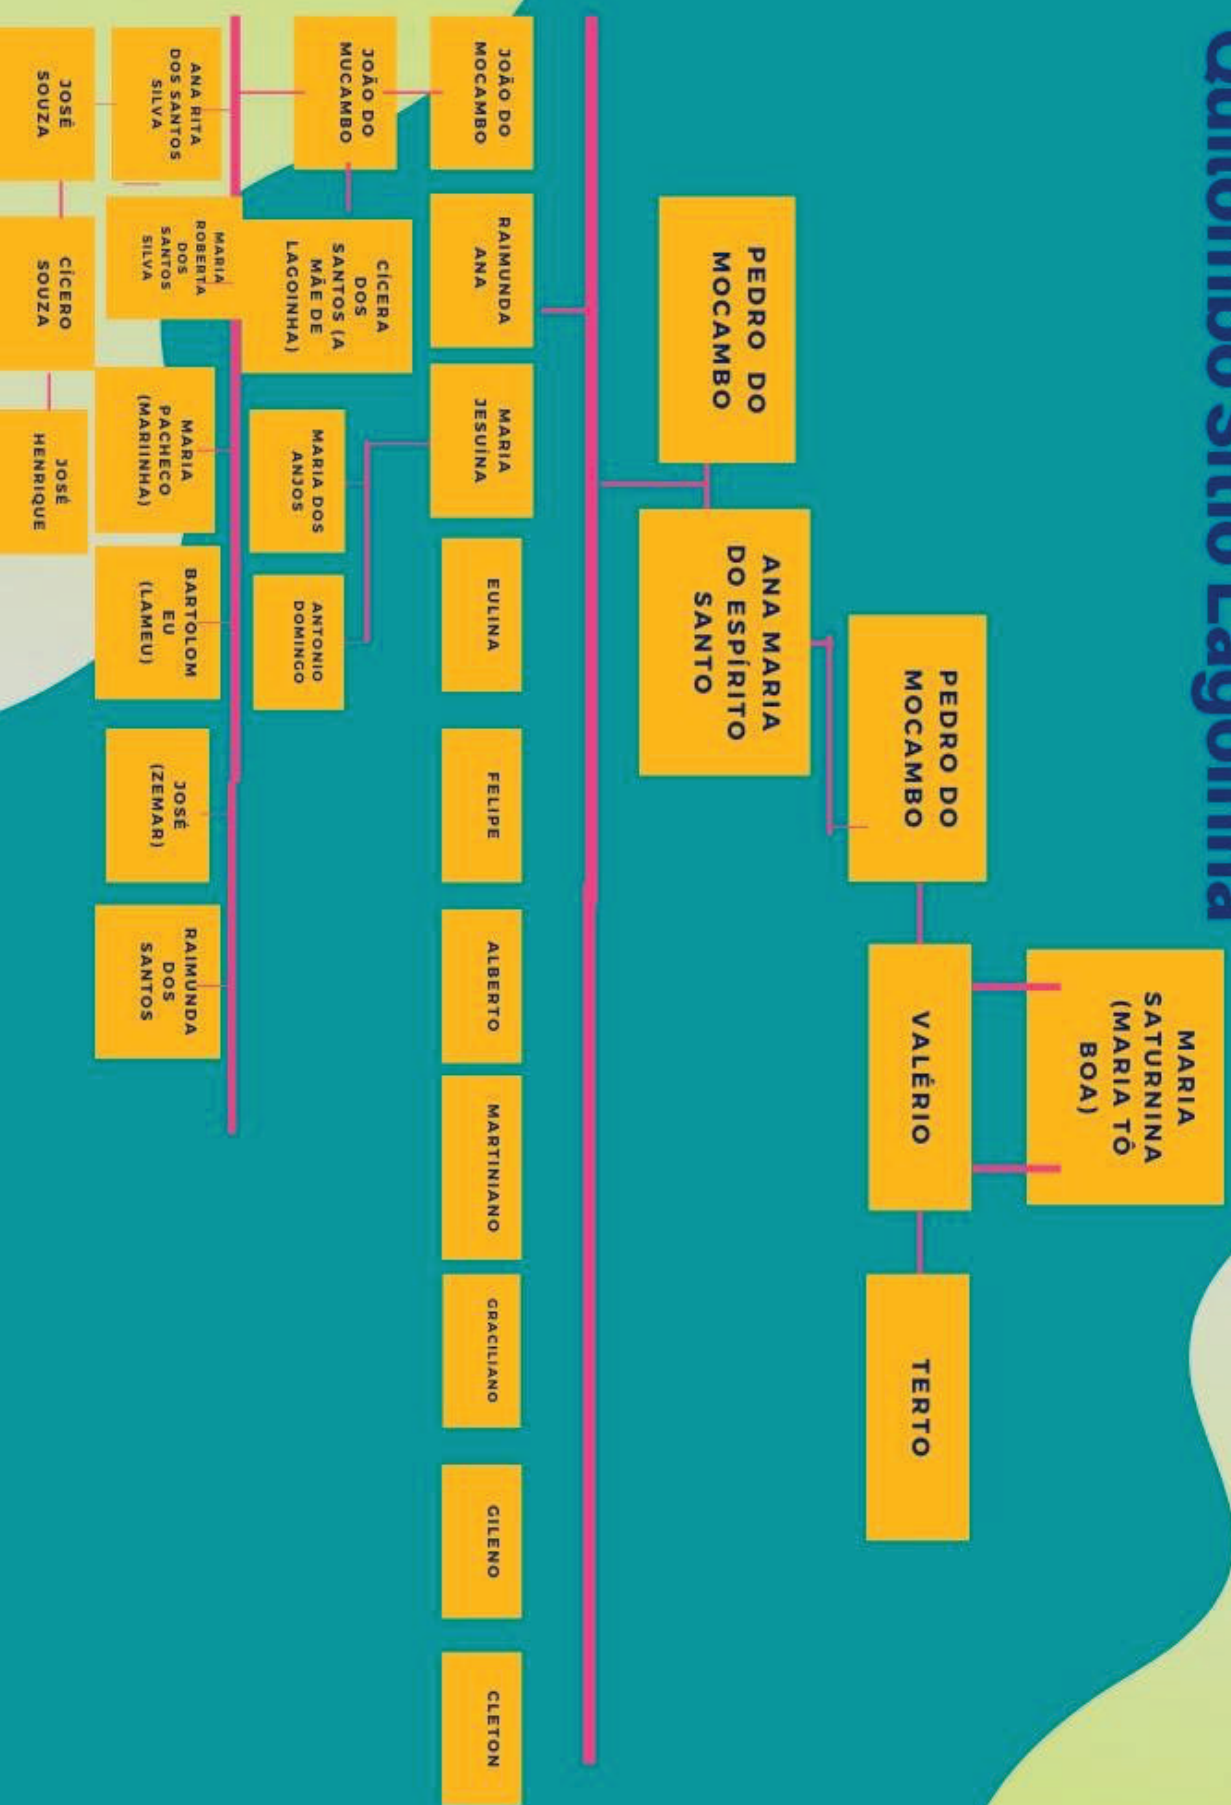 Quilombo Sítio Lagoinha
MARIA
SATURNINA
(MARIA TÔ
BOA)
PEDRO DO
MOCAMBO
VALÉRIO
TERTO
PEDRO DO
MOCAMBO
ANA MARIA
DO ESPÍRITO
SANTO
JOÃO DO
MOCAMBO
RAIMUNDA
ANA
MARIA
JESUÍNA
EULINA
FELIPE
ALBERTO
MARTINIANO
GRACILIANO
GILENO
CLETON
JOÃO DO
MUCAMBO
CÍCERA
DOS
SANTOS (A
MÃE DE
LAGOINHA)
MARIA DOS
ANJOS
ANTONIO
DOMINGO
ANA RITA
DOS SANTOS
SILVA
MARIA
ROBERTA
DOS
SANTOS
SILVA
MARIA
PACHECO
(MARIINHA)
BARTOLOM
EU
(LAMEU)
JOSÉ
(ZEMAR)
RAIMUNDA
DOS
SANTOS
JOSÉ
SOUZA
CÍCERO
SOUZA
JOSÉ
HENRIQUE